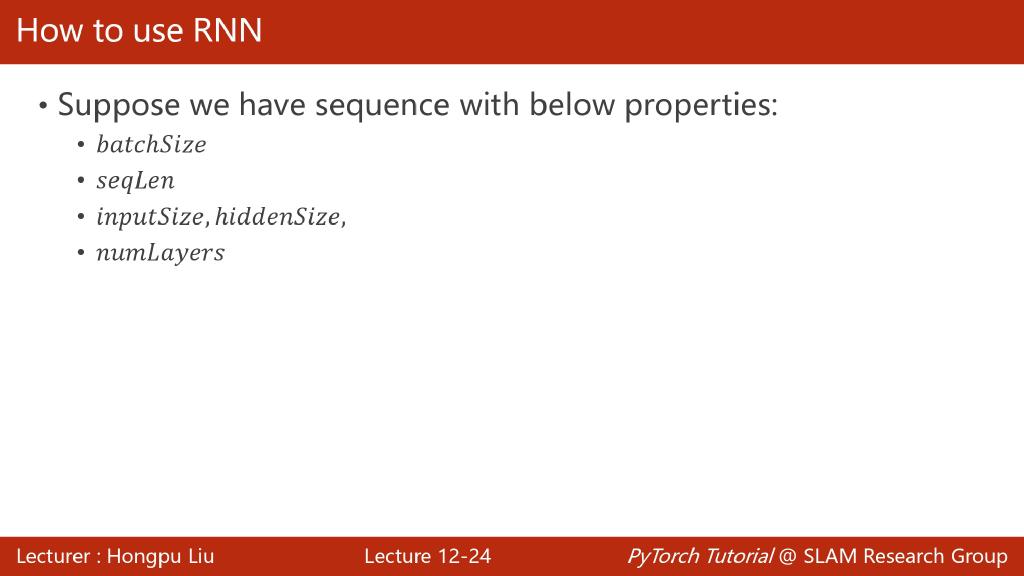 How to use RNN
• Suppose we have sequence with below properties:
• batchSize
• seqLen
• inputSize, hiddenSize,
• numLayers
Lecturer : Hongpu Liu
Lecture 12-24
PyTorch Tutorial @ SLAM Research Group